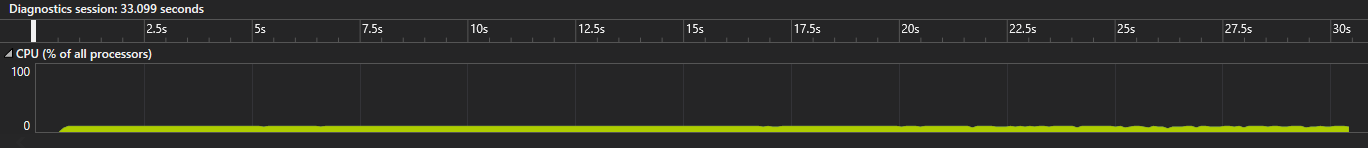 Diagnostics session: 33.099 seconds
2.5s 5s 7.5s 10s 12.5s 15s 17.5s 20s 22.5s 25s 27.5s 30s
CPU (% of all processors)
100
0